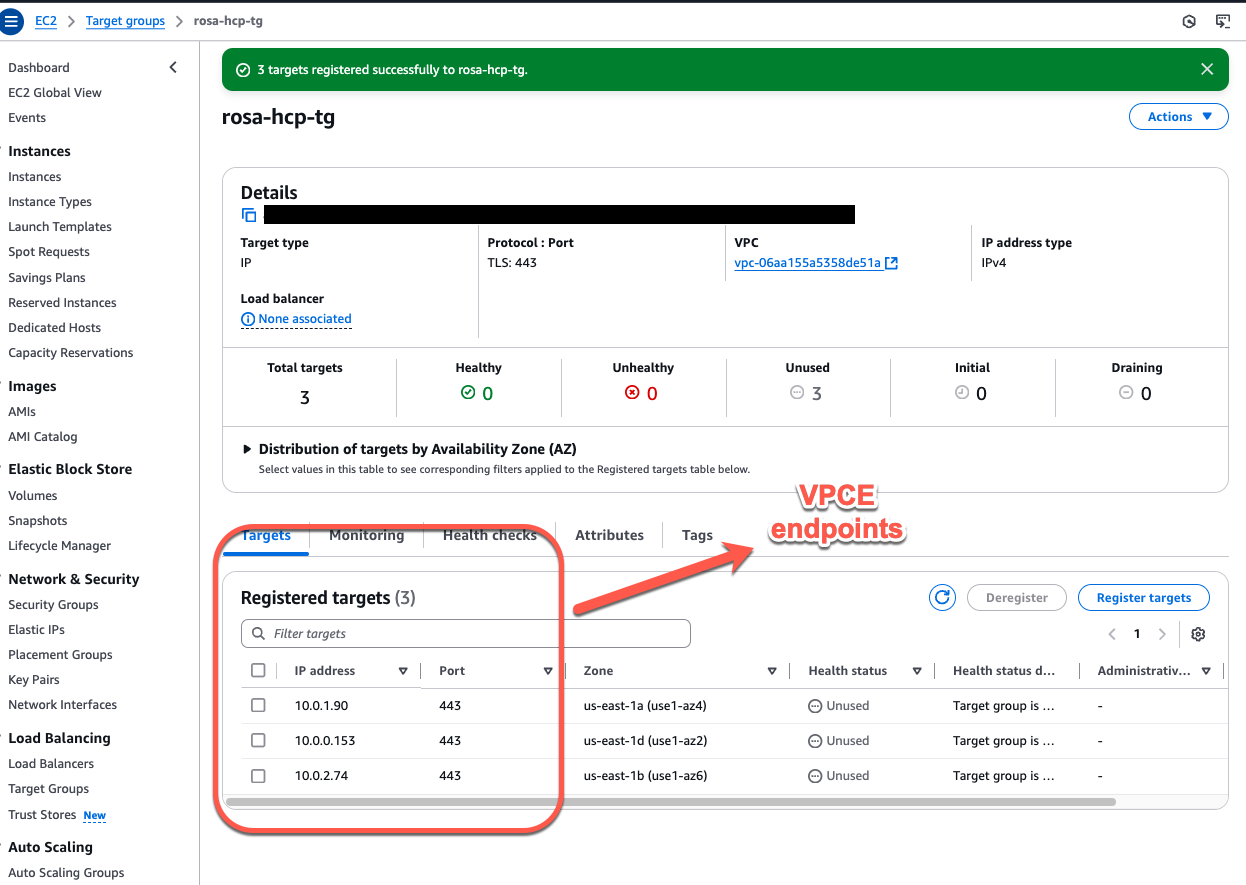 EC2 > Target groups > rosa-hcp-tg
Dashboard
EC2 Global View
Events
Instances
Instances
Instance Types
Launch Templates
Spot Requests
Savings Plans
Reserved Instances
Dedicated Hosts
Capacity Reservations
Images
AMIs
AMI Catalog
Elastic Block Store
Volumes
Snapshots
Lifecycle Manager
Network & Security
Security Groups
Elastic IPs
Placement Groups
Key Pairs
Network Interfaces
Load Balancing
Load Balancers
Target Groups
Trust Stores New
Auto Scaling
Auto Scaling Groups
3 targets registered successfully to rosa-hcp-tg.
rosa-hcp-tg
Actions
Details
Target type
IP
Protocol : Port
TLS: 443
VPC
vpc-06aa155a5358de51a
IP address type
IPv4
Load balancer
None associated
Total targets
3
Healthy
0
Unhealthy
0
Unused
3
Initial
0
Draining
0
Distribution of targets by Availability Zone (AZ)
Select values in this table to see corresponding filters applied to the Registered targets table below.
VPCE
endpoints
Targets Monitoring Health checks Attributes Tags
Registered targets (3)
Deregister
Register targets
Filter targets
1
IP address Port Zone Health status Health status d... Administrativ...
10.0.1.90 443 us-east-1a (use1-az4) Unused Target group is ... -
10.0.0.153 443 us-east-1d (use1-az2) Unused Target group is ... -
10.0.2.74 443 us-east-1b (use1-az6) Unused Target group is ... -